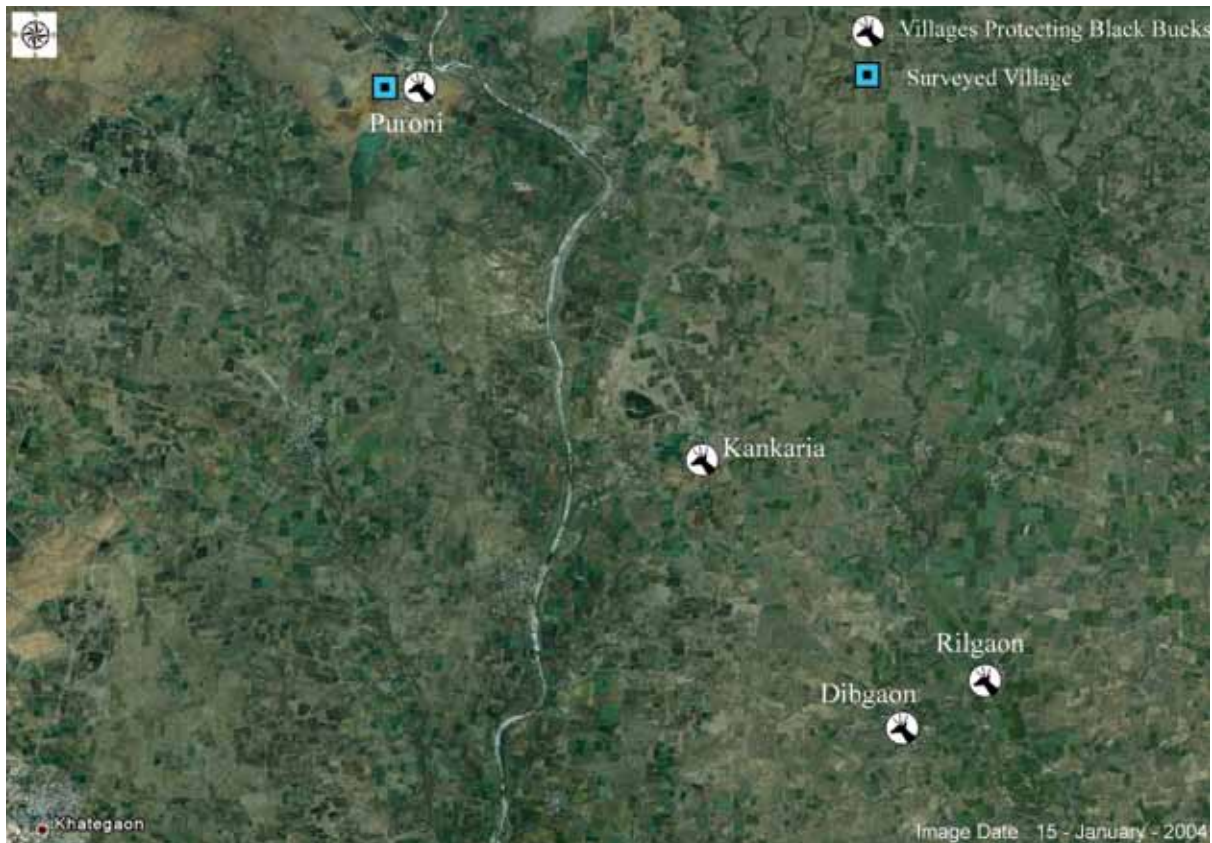 Villages Protecting Black Bucks
Surveyed Village
Puroni
Kankaria
Rilgaon
Dibgaon
Khategaon
Image Date 15 - January - 2004